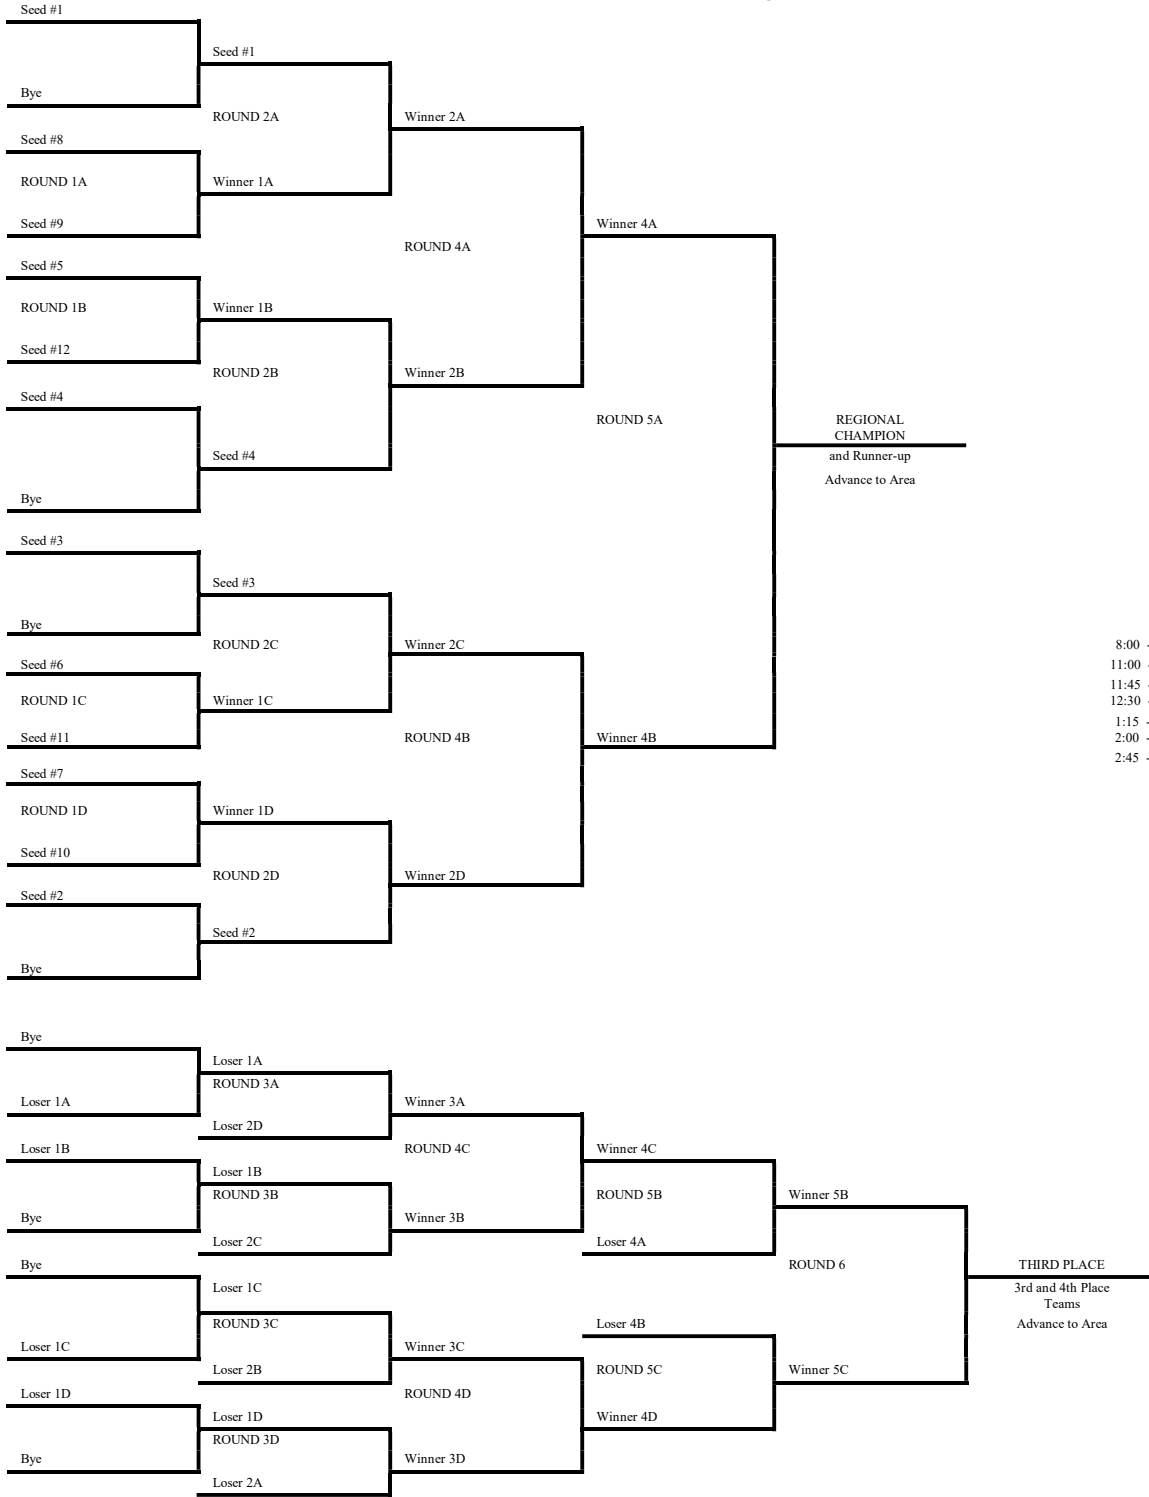 Seed #1
Seed #1
Bye
ROUND 2A
Winner 2A
Seed #8
ROUND 1A
Winner 1A
Seed #9
Winner 4A
ROUND 4A
Seed #5
ROUND 1B
Winner 1B
Seed #12
ROUND 2B
Winner 2B
Seed #4
ROUND 5A
REGIONAL
CHAMPION
and Runner-up
Seed #4
Advance to Area
Bye
Seed #3
Seed #3
Bye
ROUND 2C
Winner 2C
8:00 -
Seed #6
11:00 -
11:45 -
ROUND 1C
Winner 1C
12:30 -
1:15 -
Seed #11
ROUND 4B
Winner 4B
2:00 -
2:45 -
Seed #7
ROUND 1D
Winner 1D
Seed #10
ROUND 2D
Winner 2D
Seed #2
Seed #2
Bye
Bye
Loser 1A
ROUND 3A
Loser 1A
Winner 3A
Loser 2D
Loser 1B
ROUND 4C
Winner 4C
Loser 1B
ROUND 3B
ROUND 5B
Winner 5B
Bye
Winner 3B
Loser 2C
Loser 4A
Bye
ROUND 6
THIRD PLACE
Loser 1C
3rd and 4th Place
Teams
ROUND 3C
Loser 4B
Advance to Area
Loser 1C
Winner 3C
Loser 2B
ROUND 5C
Winner 5C
Loser 1D
ROUND 4D
Loser 1D
Winner 4D
ROUND 3D
Bye
Winner 3D
Loser 2A